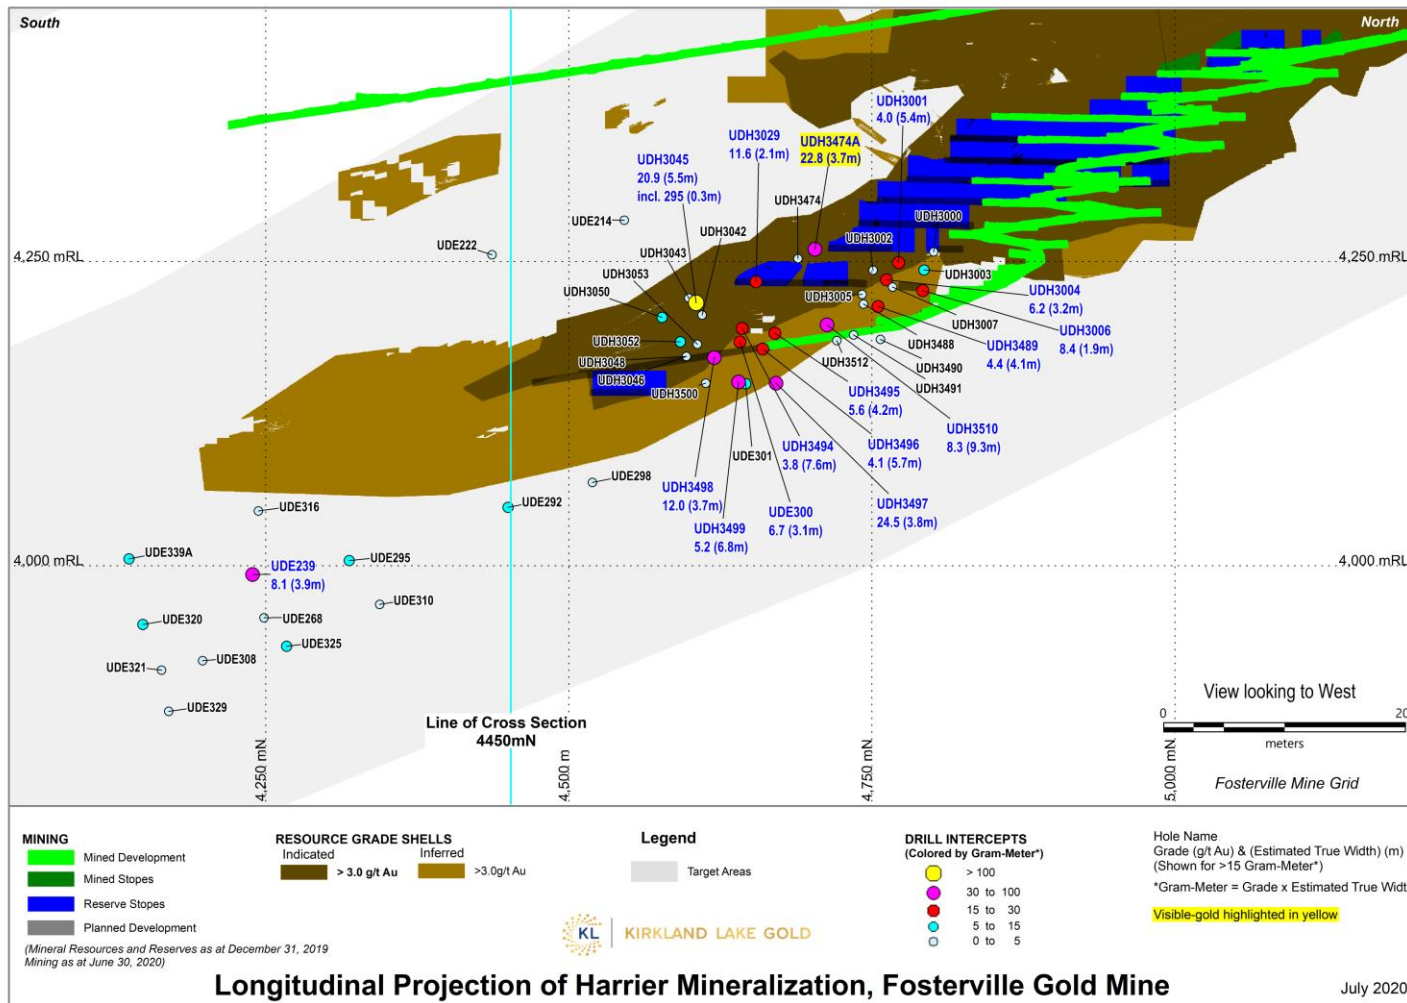 South
North
UDH3001
4.0 (5.4m)
UDH3029
11.6 (2.1m)
UDH3474A
22.8 (3.7m)
UDH3045
20.9 (5.5m)
incl. 295 (0.3m)
UDH3474
UDE214
UDH3042
UDH3002
UDH3000
UDE222
UDH3043
4,250 mRL
4,250 mRL
UDH3053
UDH3050
UDH3003
UDH3004
6.2 (3.2m)
UDH3005
UDH3007
UDH3006
8.4 (1.9m)
UDH3052
UDH3048
UDH3046
UDH3500
UDH3512
UDH3488
UDH3489
4.4 (4.1m)
UDH3490
UDH3491
UDH3495
5.6 (4.2m)
UDH3510
8.3 (9.3m)
UDE301
UDH3494
3.8 (7.6m)
UDH3496
4.1 (5.7m)
UDE298
UDH3498
12.0 (3.7m)
UDH3497
24.5 (3.8m)
UDE316
UDE292
UDE300
6.7 (3.1m)
UDH3499
5.2 (6.8m)
UDE339A
UDE295
4,000 mRL
4,000 mRL
UDE239
8.1 (3.9m)
UDE310
UDE320
UDE268
UDE325
UDE321
UDE308
UDE329
View looking to West
0
20
meters
Line of Cross Section
4450mN
4,250 mN
4,500 m
4,750 mN
5,000 mN
Fosterville Mine Grid
MINING
Mined Development
Mined Stopes
Reserve Stopes
Planned Development
(Mineral Resources and Reserves as at December 31, 2019
Mining as at June 30, 2020)
RESOURCE GRADE SHELLS
Indicated
Inferred
> 3.0 g/t Au
>3.0g/t Au
Legend
Target Areas
KL KIRKLAND LAKE GOLD
DRILL INTERCEPTS
(Colored by Gram-Meter*)
> 100
30 to 100
15 to 30
5 to 15
0 to 5
Hole Name
Grade (g/t Au) & (Estimated True Width) (m)
(Shown for >15 Gram-Meter*)
*Gram-Meter = Grade x Estimated True Widt
Visible-gold highlighted in yellow
Longitudinal Projection of Harrier Mineralization, Fosterville Gold Mine
July 2020